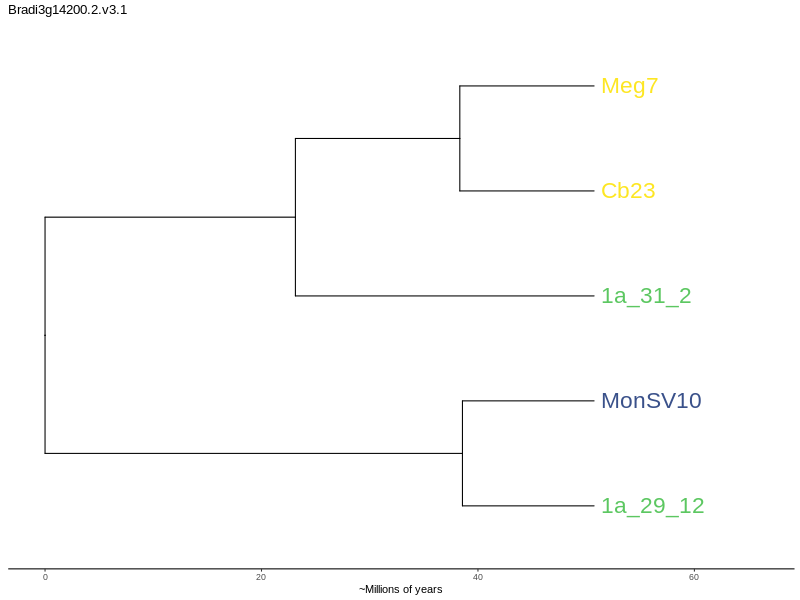 Bradi3g14200.2.v3.1
Meg7
Cb23
1a_31_2
MonSV10
1a_29_12
0 20 40 60
~Millions of years